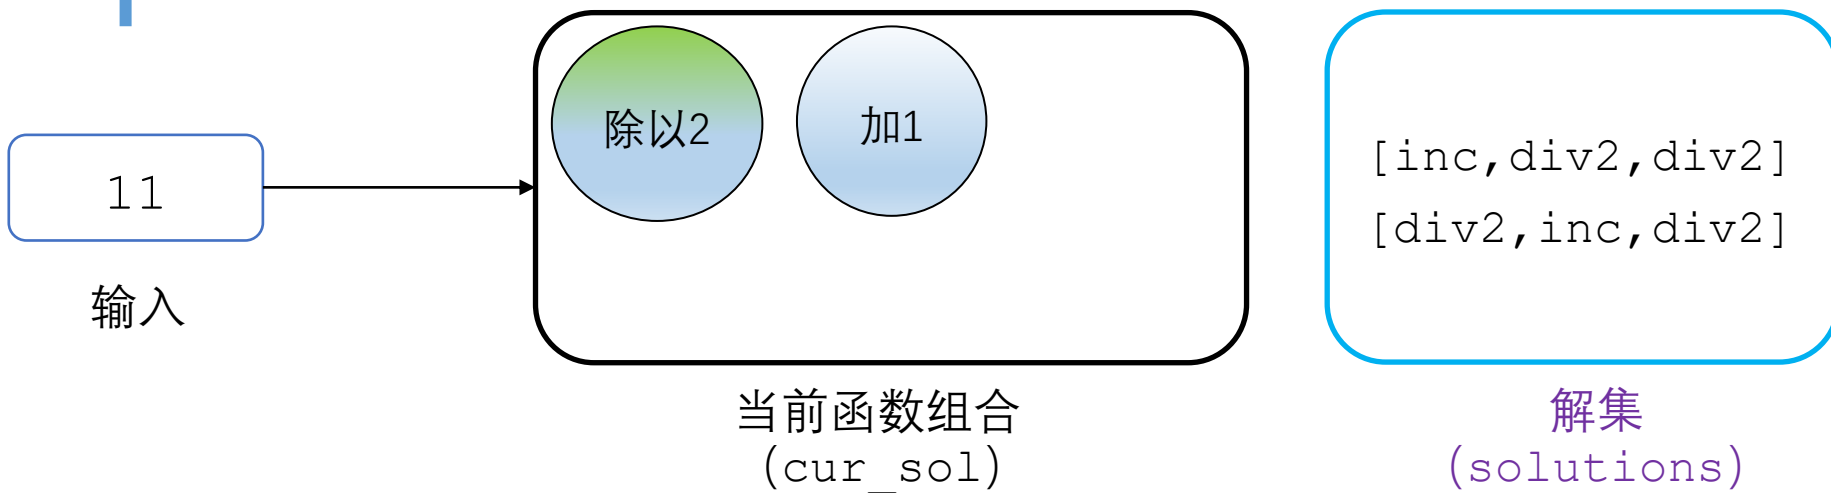 除以2
加1
11
输入
[inc,div2,div2]
[div2,inc,div2]
当前函数组合
(cur_sol)
解集
(solutions)